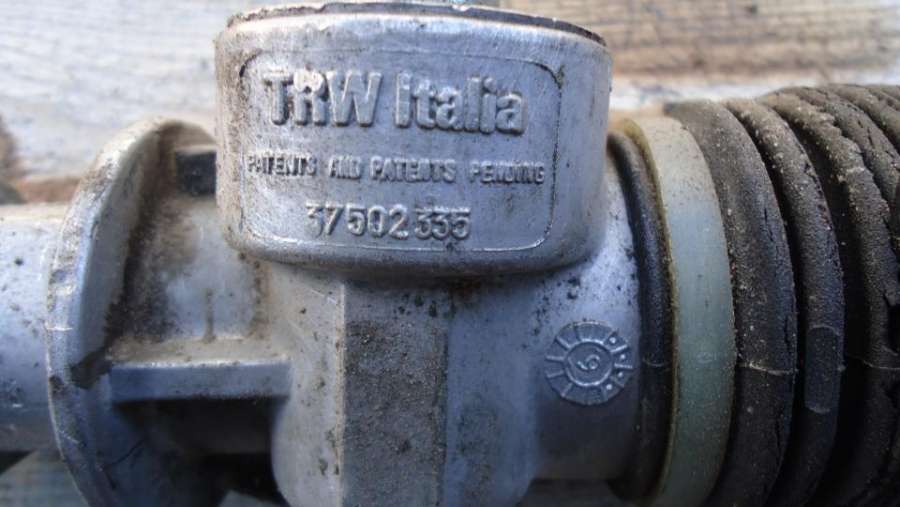 TRW Italia
PATENTS AND PATENTS PENDING
37502335